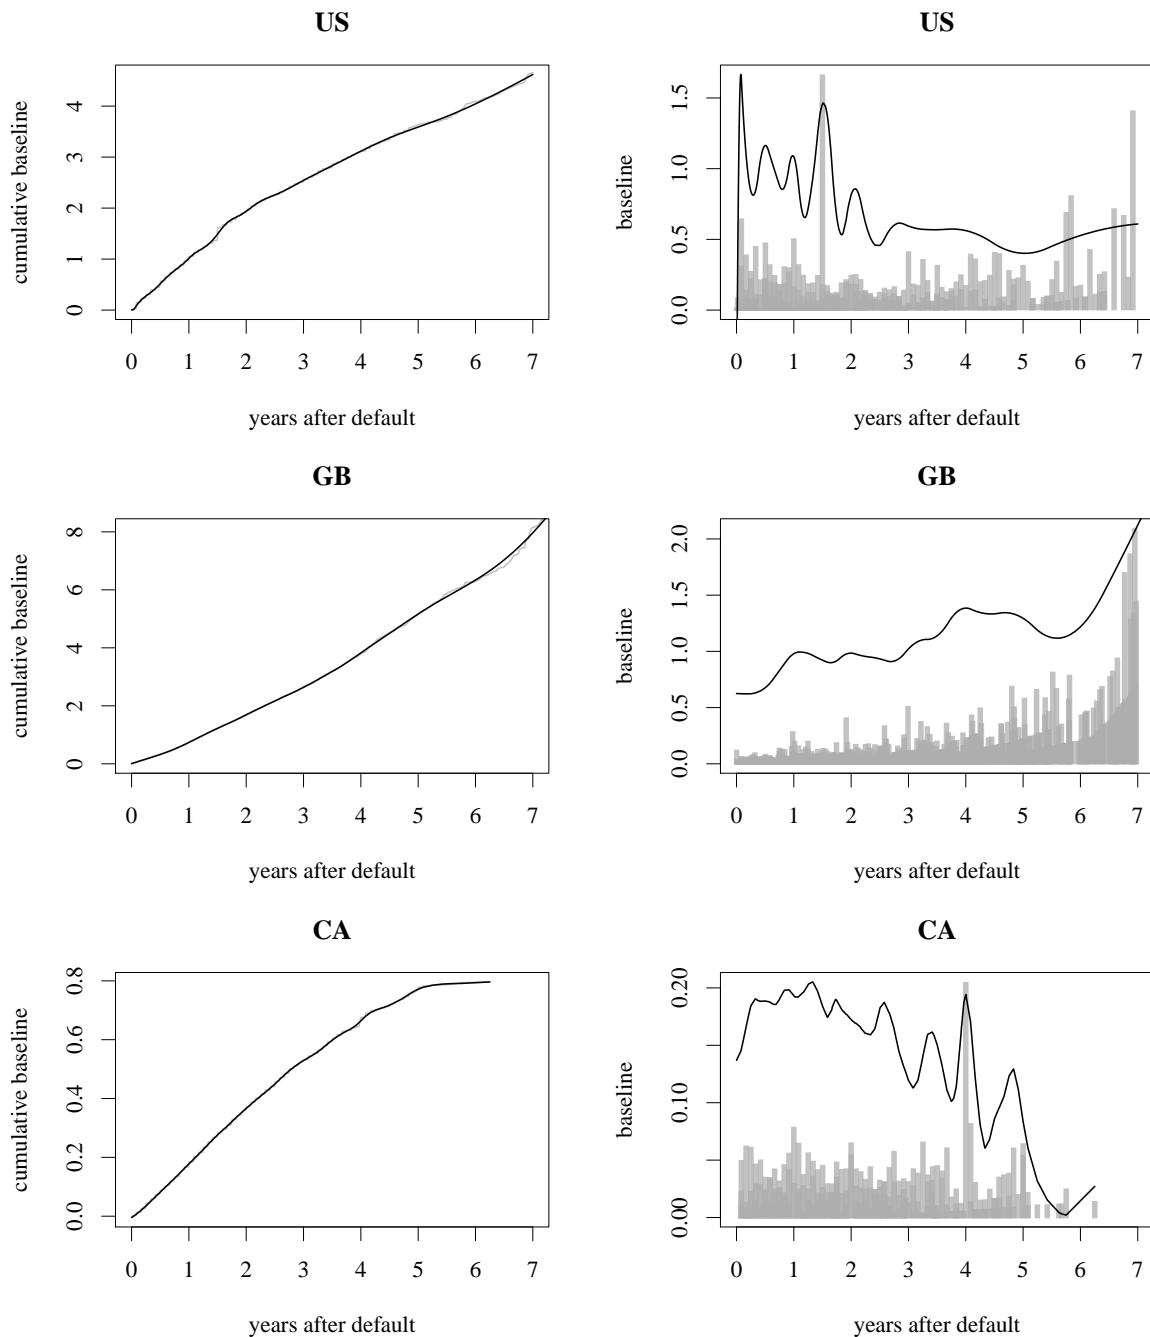 US
cumulative baseline
0 1 2 3 4
0 1 2 3 4 5 6 7
years after default
US
baseline
0.0 0.5 1.0 1.5
0 1 2 3 4 5 6 7
years after default
GB
cumulative baseline
0 2 4 6 8
0 1 2 3 4 5 6 7
years after default
GB
baseline
0.0 0.5 1.0 1.5 2.0
0 1 2 3 4 5 6 7
years after default
CA
cumulative baseline
0.0 0.2 0.4 0.6 0.8
0 1 2 3 4 5 6 7
years after default
CA
baseline
0.00 0.10 0.20
0 1 2 3 4 5 6 7
years after default